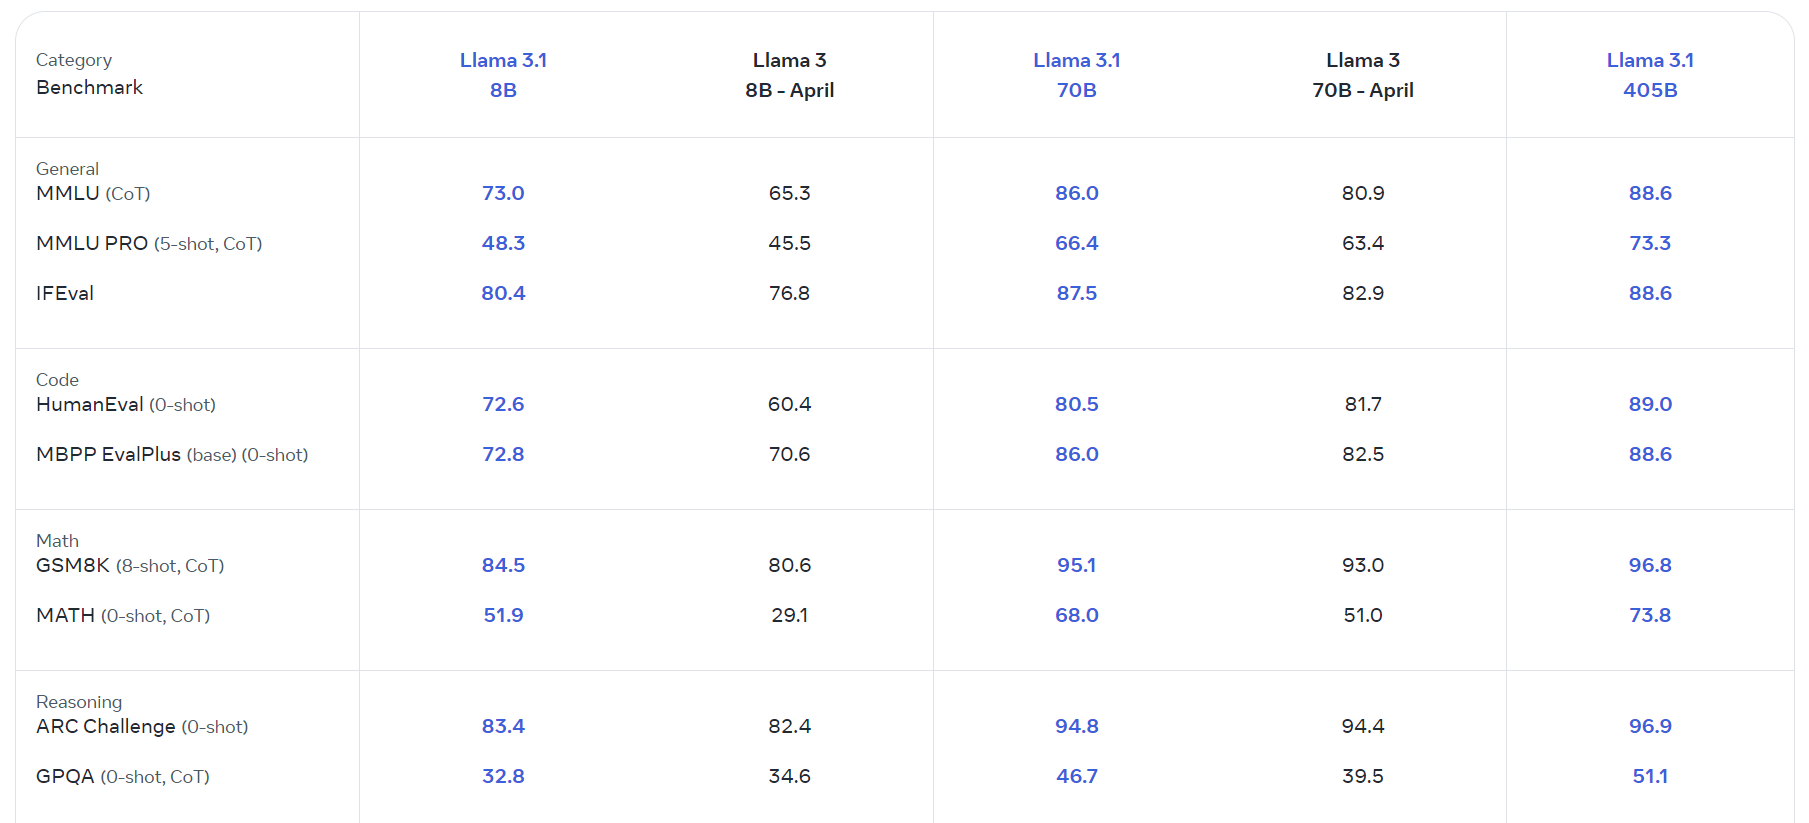 Category
Benchmark
Llama 3.1
8B
Llama 3
8B - April
Llama 3.1
70B
Llama 3
70B - April
Llama 3.1
405B
General
MMLU (CoT) 73.0 65.3 86.0 80.9 88.6
MMLU PRO (5-shot, CoT) 48.3 45.5 66.4 63.4 73.3
IFEval 80.4 76.8 87.5 82.9 88.6
Code
HumanEval (0-shot) 72.6 60.4 80.5 81.7 89.0
MBPP EvalPlus (base) (0-shot) 72.8 70.6 86.0 82.5 88.6
Math
GSM8K (8-shot, CoT) 84.5 80.6 95.1 93.0 96.8
MATH (0-shot, CoT) 51.9 29.1 68.0 51.0 73.8
Reasoning
ARC Challenge (0-shot) 83.4 82.4 94.8 94.4 96.9
GPQA (0-shot, CoT) 32.8 34.6 46.7 39.5 51.1